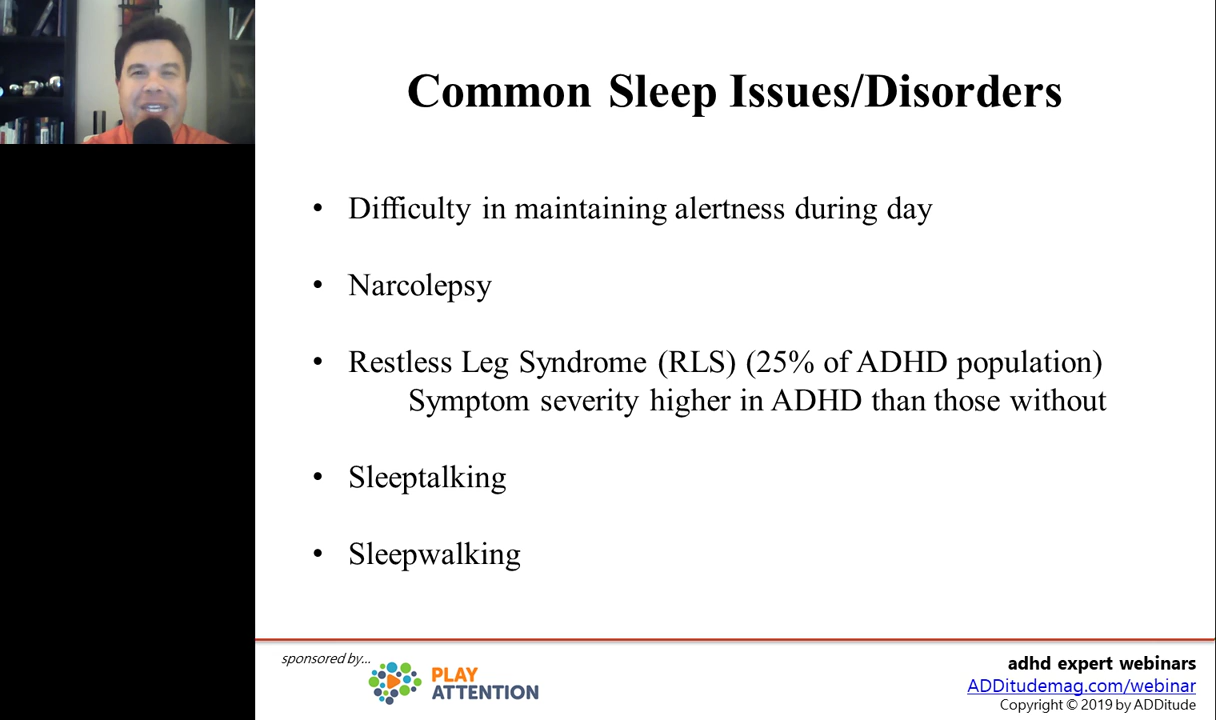 Common Sleep Issues/Disorders
• Difficulty in maintaining alertness during day
• Narcolepsy
• Restless Leg Syndrome (RLS) (25% of ADHD population)
Symptom severity higher in ADHD than those without
• Sleeptalking
• Sleepwalking
sponsored by...
PLAY
ATTENTION
adhd expert webinars
ADDitudemag.com/webinar
Copyright © 2019 by ADDitude